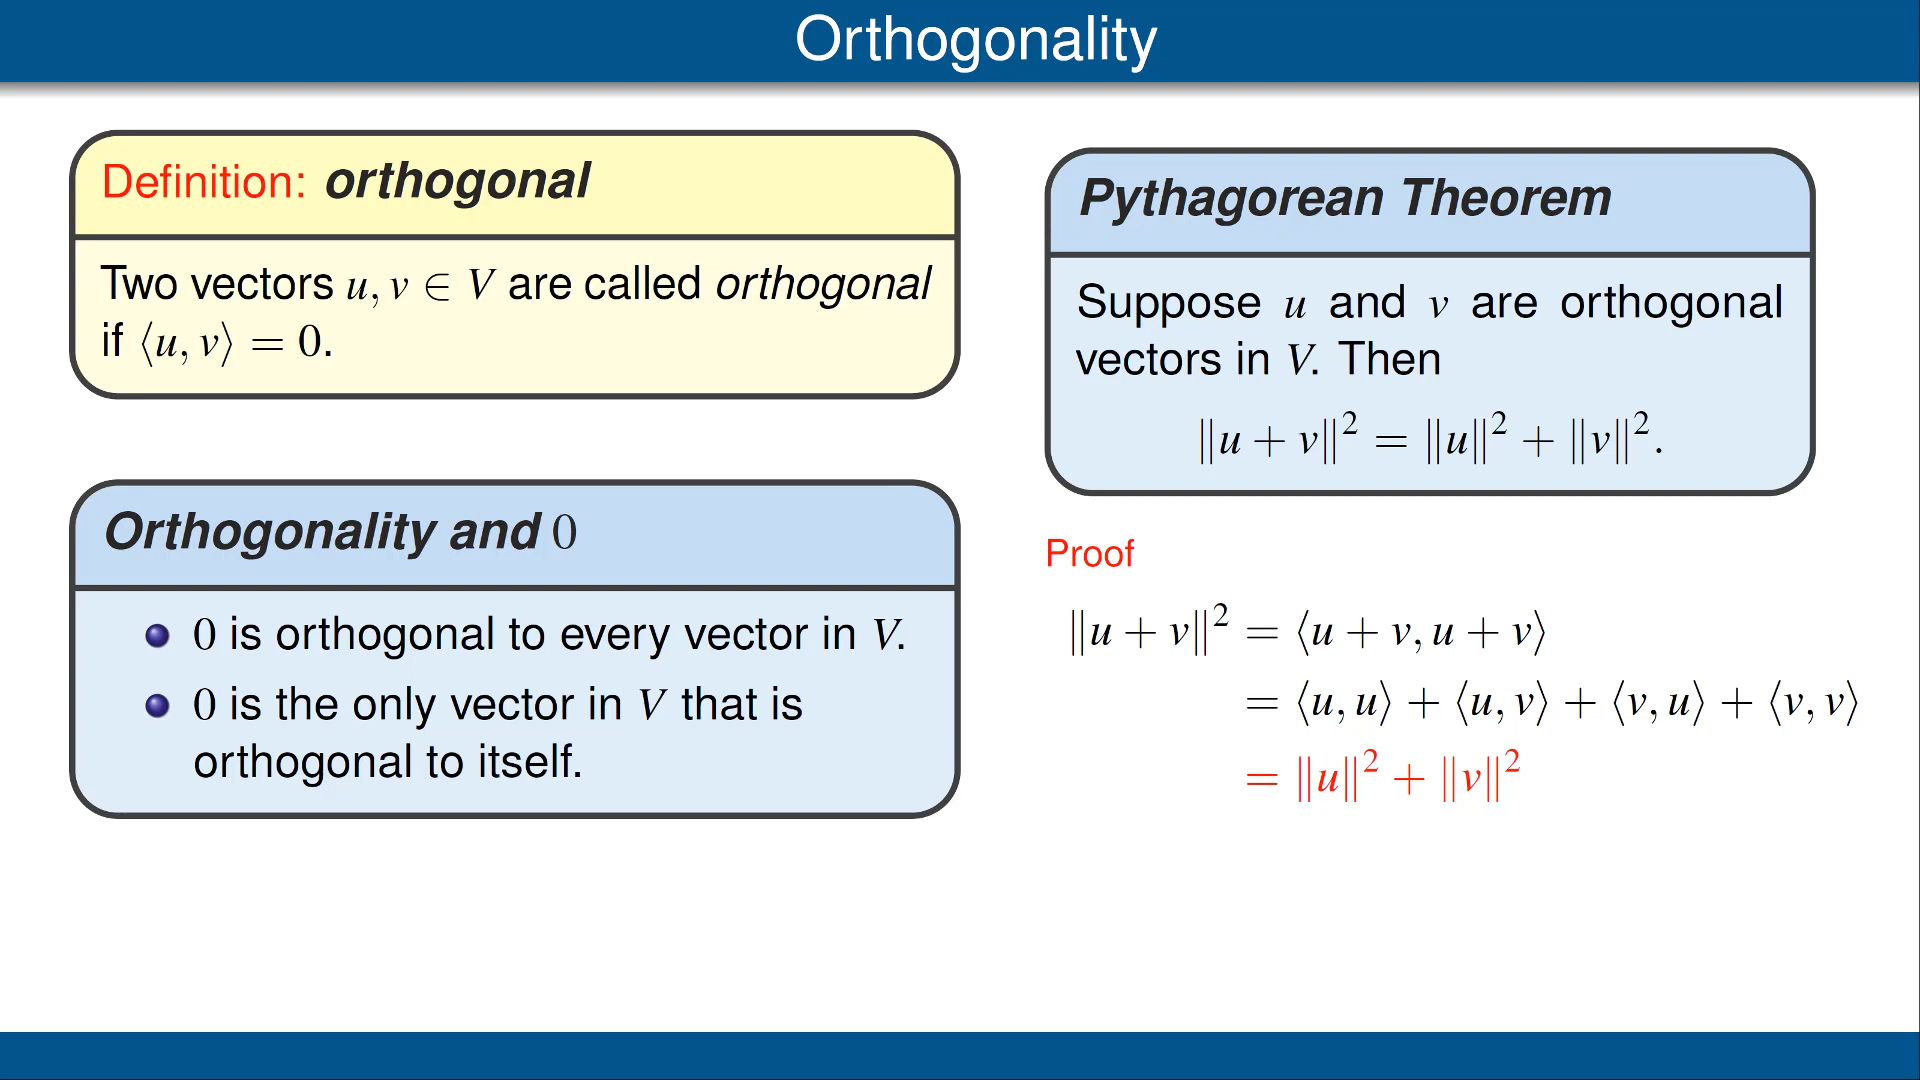 Orthogonality
Definition: orthogonal
Two vectors u, v ∈ V are called orthogonal
if ⟨u, v⟩ = 0.
Orthogonality and 0
0 is orthogonal to every vector in V.
0 is the only vector in V that is
orthogonal to itself.
Pythagorean Theorem
Suppose u and v are orthogonal
vectors in V. Then
‖u + v‖² = ‖u‖² + ‖v‖².
Proof
‖u + v‖² = ⟨u + v, u + v⟩
= ⟨u, u⟩ + ⟨u, v⟩ + ⟨v, u⟩ + ⟨v, v⟩
= ‖u‖² + ‖v‖²